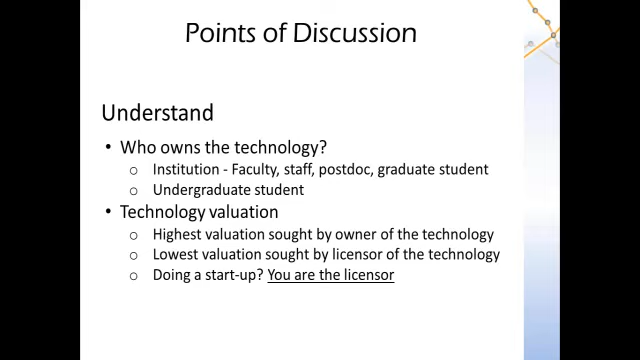 Points of Discussion
Understand
• Who owns the technology?
o Institution - Faculty, staff, postdoc, graduate student
o Undergraduate student
• Technology valuation
o Highest valuation sought by owner of the technology
o Lowest valuation sought by licensor of the technology
o Doing a start-up? You are the licensor